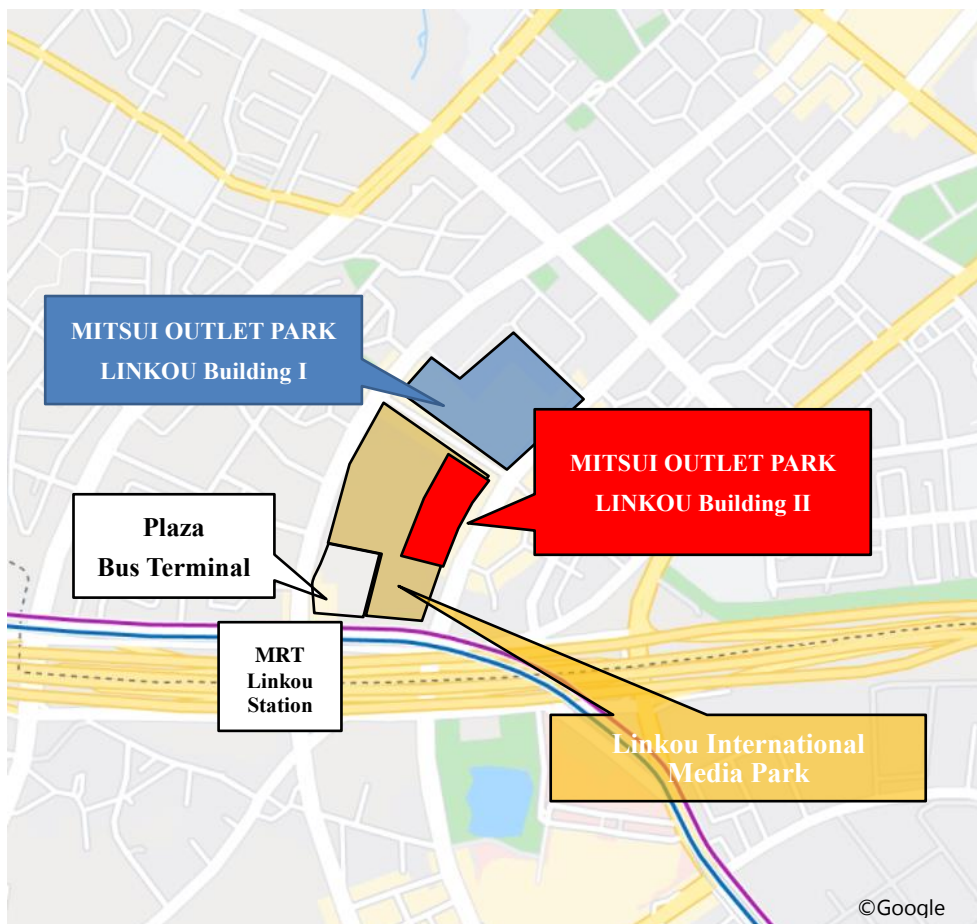 MITSUI OUTLET PARK
LINKOU Building I
MITSUI OUTLET PARK
LINKOU Building II
Plaza
Bus Terminal
MRT
Linkou
Station
Linkou International
Media Park
©Google